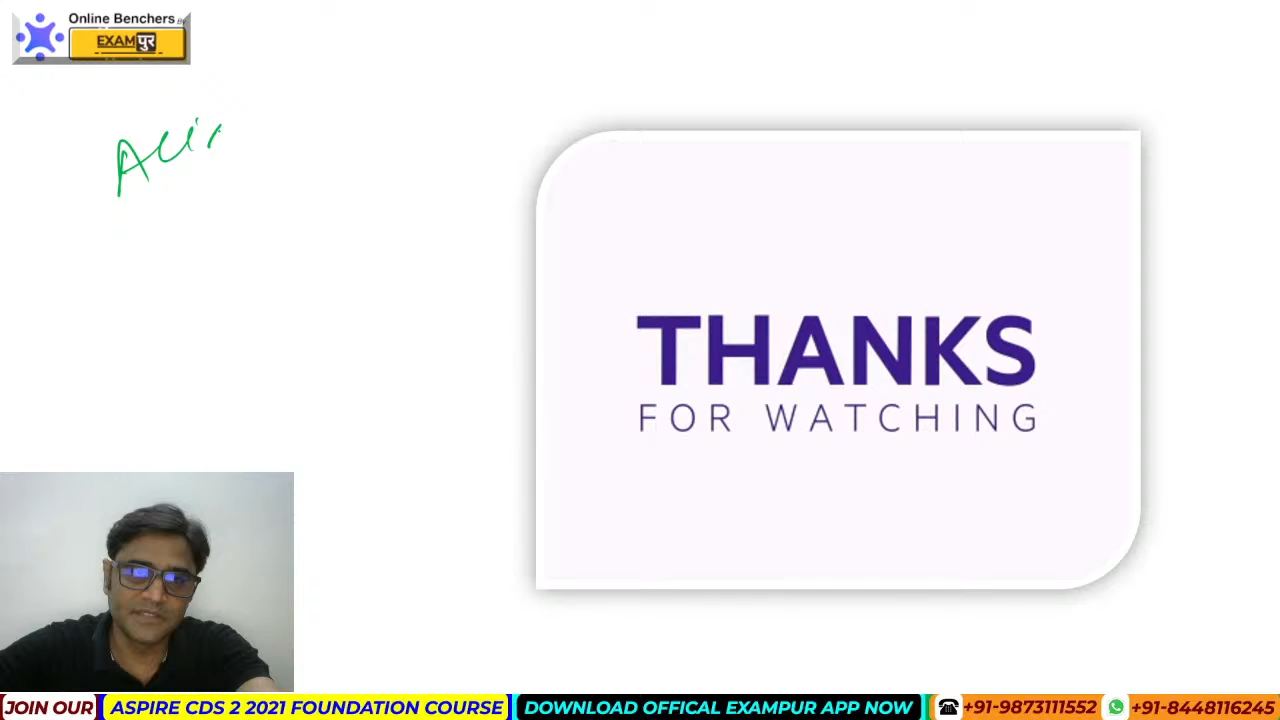 Online Benchers By
EXAMपुर
THANKS
FOR WATCHING
JOIN OUR ASPIRE CDS 2 2021 FOUNDATION COURSE DOWNLOAD OFFICAL EXAMPUR APP NOW +91-9873111552 +91-8448116245